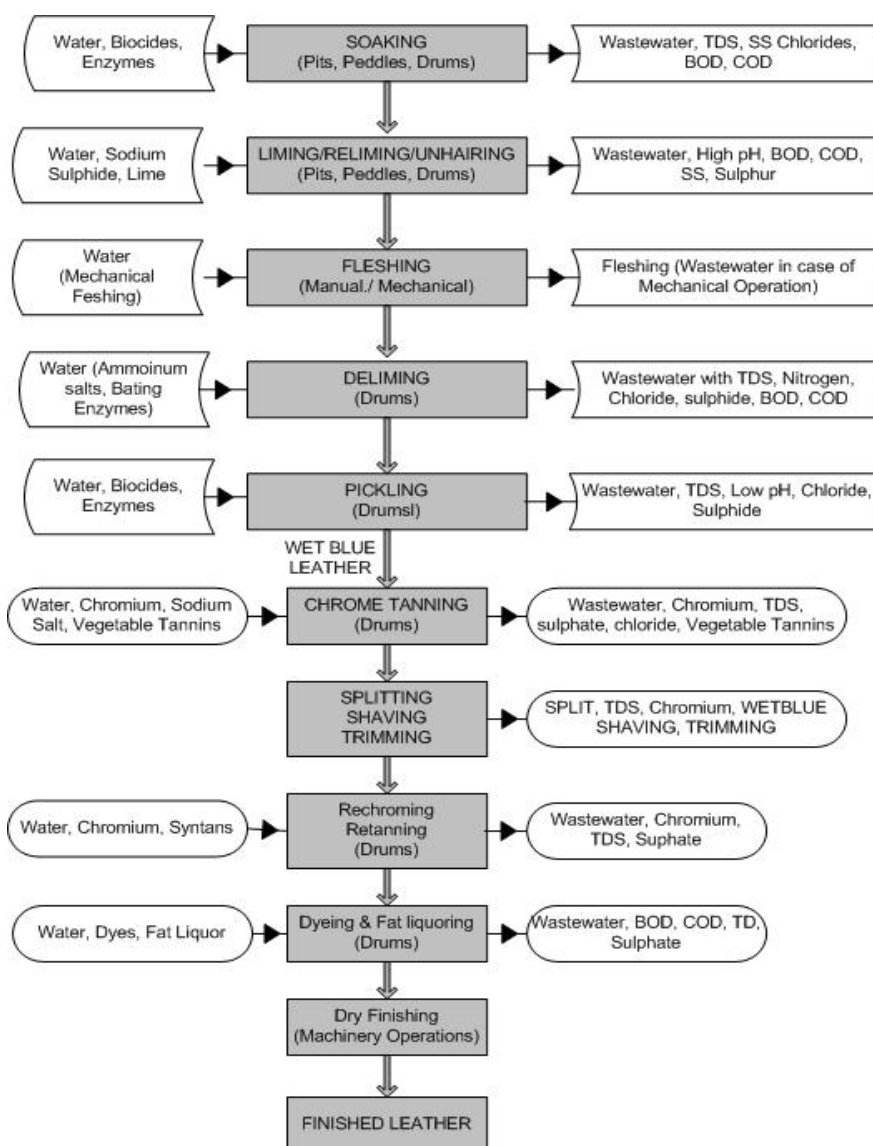 Water, Biocides,
Enzymes
SOAKING
(Pits, Peddles, Drums)
Wastewater, TDS, SS Chlorides,
BOD, COD
Water, Sodium
Sulphide, Lime
LIMING/RELIMING/UNHAIRING
(Pits, Peddles, Drums)
Wastewater, High pH, BOD, COD,
SS, Sulphur
Water
(Mechanical
Feshing)
FLESHING
(Manual./ Mechanical)
Fleshing (Wastewater in case of
Mechanical Operation)
Water (Ammoinum
salts, Bating
Enzymes)
DELIMING
(Drums)
Wastewater with TDS, Nitrogen,
Chloride, sulphide, BOD, COD
Water, Biocides,
Enzymes
PICKLING
(Drumsl)
Wastewater, TDS, Low pH, Chloride,
Sulphide
WET BLUE
LEATHER
Water, Chromium, Sodium
Salt, Vegetable Tannins
CHROME TANNING
(Drums)
Wastewater, Chromium, TDS,
sulphate, chloride, Vegetable Tannins
SPLITTING
SHAVING
TRIMMING
SPLIT, TDS, Chromium, WETBLUE
SHAVING, TRIMMING
Water, Chromium, Syntans
Rechroming
Retanning
(Drums)
Wastewater, Chromium,
TDS, Suphate
Water, Dyes, Fat Liquor
Dyeing & Fat liquoring
(Drums)
Wastewater, BOD, COD, TD,
Sulphate
Dry Finishing
(Machinery Operations)
FINISHED LEATHER